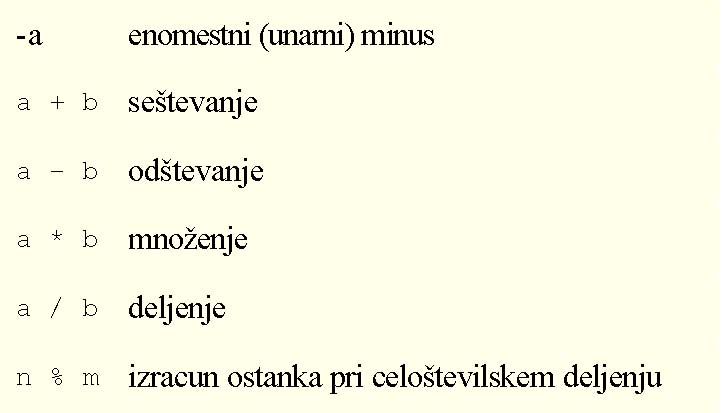 -a enomestni (unarni) minus
a + b seštevanje
a – b odštevanje
a * b množenje
a / b deljenje
n % m izracun ostanka pri celoštevilskem deljenju